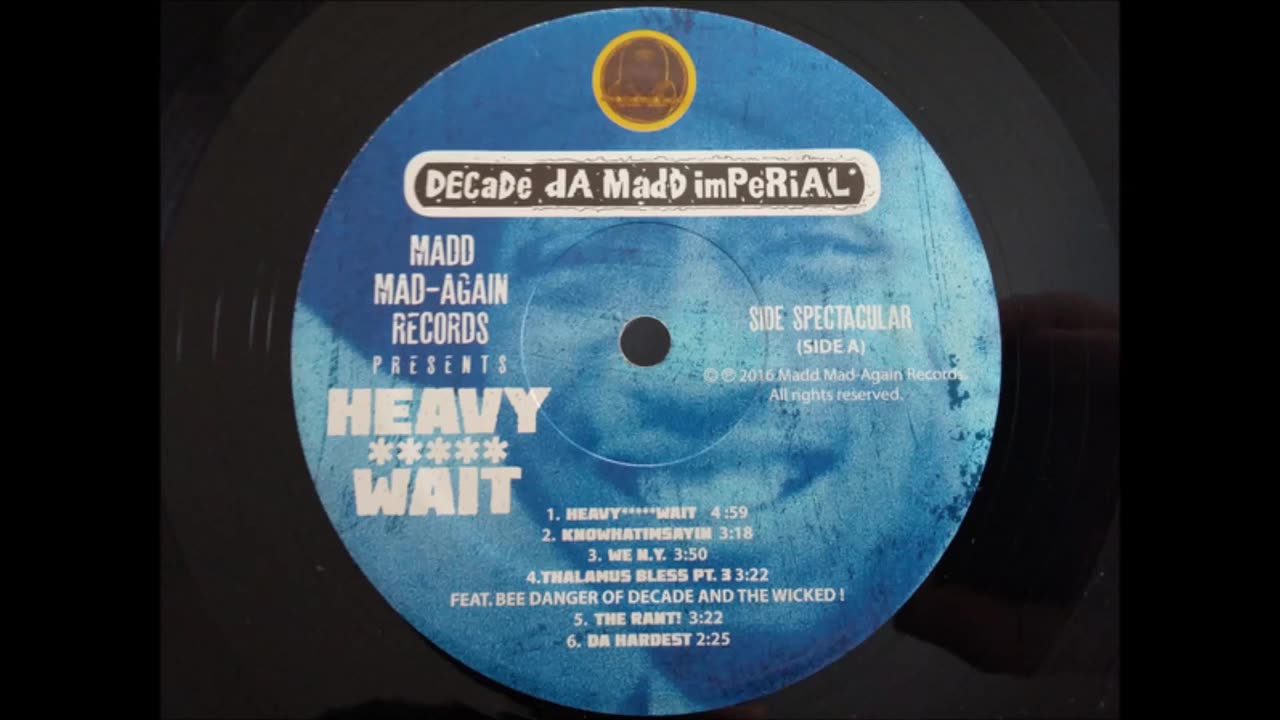 DECaDe dA MadD imPeRiAL
MADD
MAD-AGAIN
RECORDS
PRESENTS
HEAVY
*****
WAIT
SIDE SPECTACULAR
(SIDE A)
© ℗ 2016 Madd Mad-Again Records.
All rights reserved.
1. HEAVY*****WAIT 4:59
2. KNOWHATIMSAYIN 3:18
3. WE N.Y. 3:50
4.THALAMUS BLESS PT. 3 3:22
FEAT. BEE DANGER OF DECADE AND THE WICKED !
5. THE RANT! 3:22
6. DA HARDEST 2:25